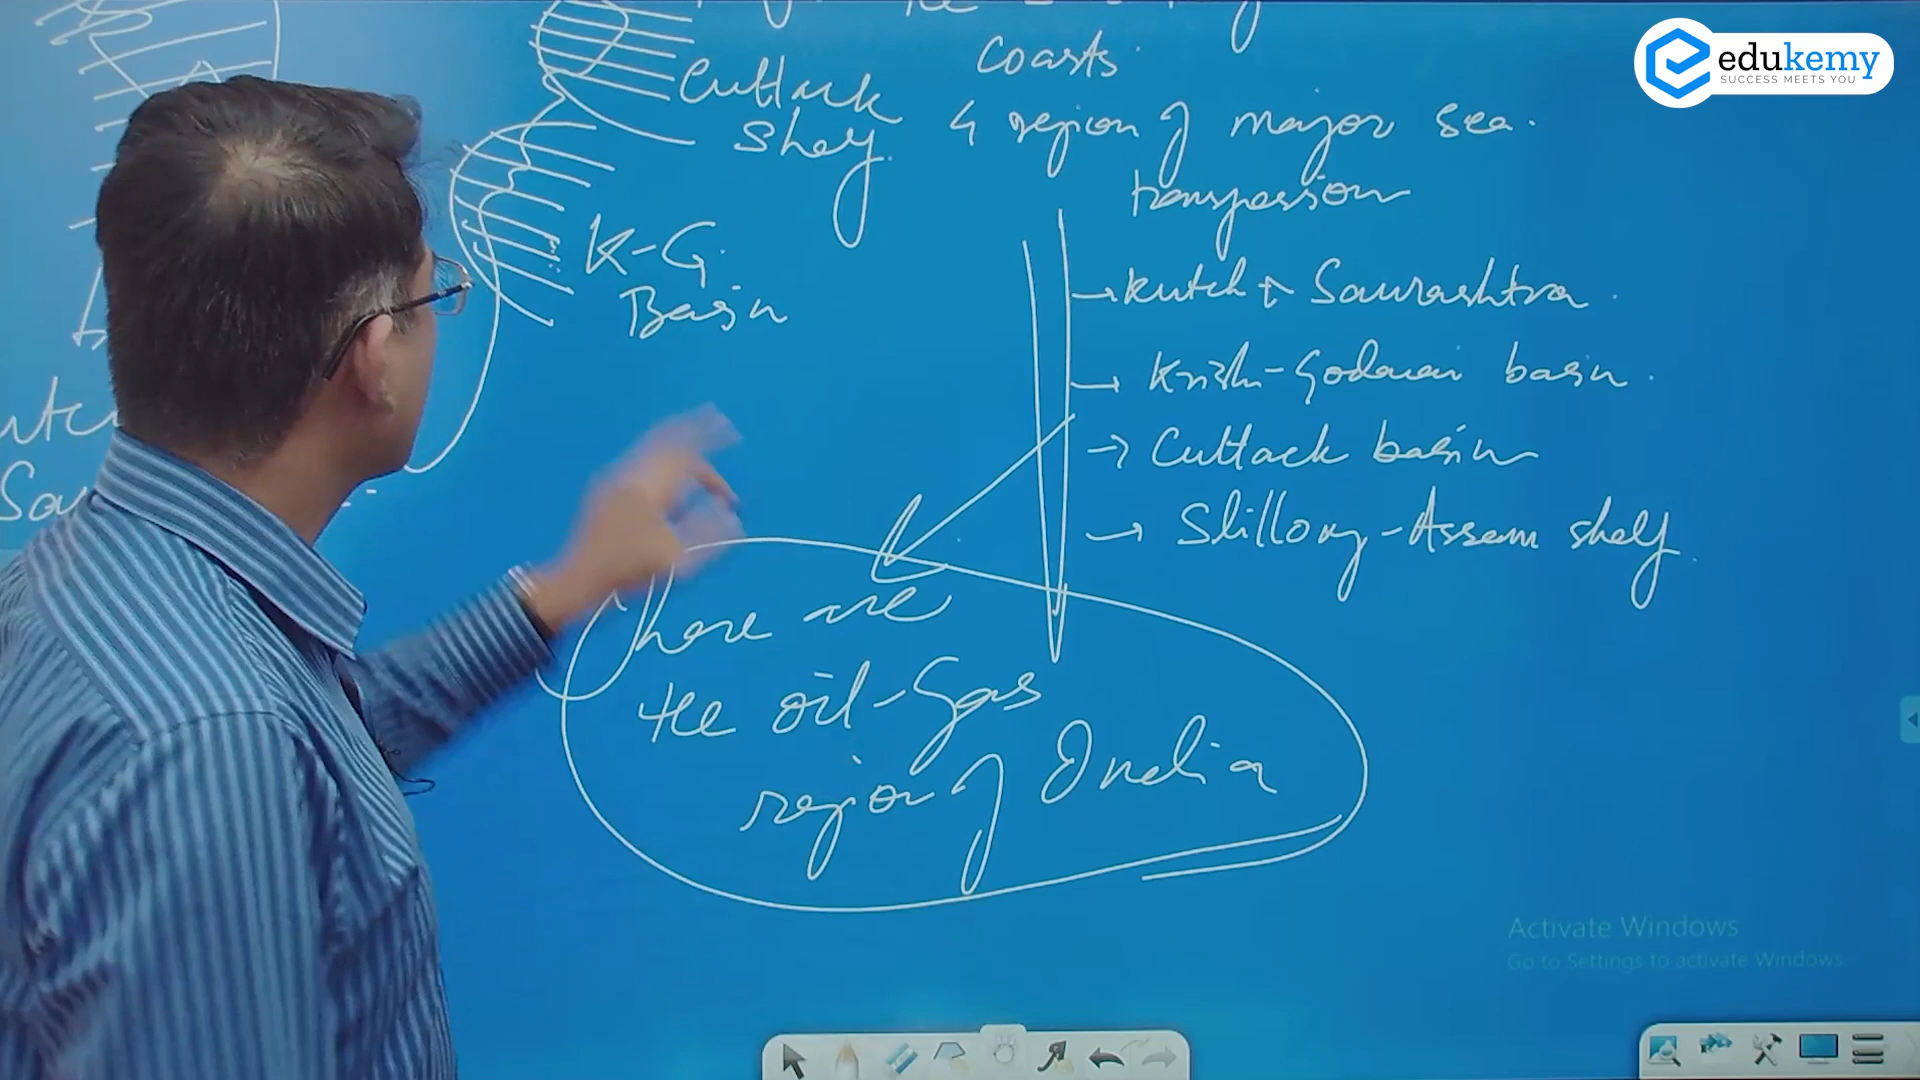 edukemy
SUCCESS MEETS YOU
coasts.
Cuttack
Shelf.
4 region of major sea.
transgression
K-G.
Basin
→ Kutch & Saurashtra.
→ Krish-Godavari basin.
→ Cuttack basin
→ Shillong-Assam shelf.
are
the oil-Gas
region of India
Activate Windows
Go to Settings to activate Windows.